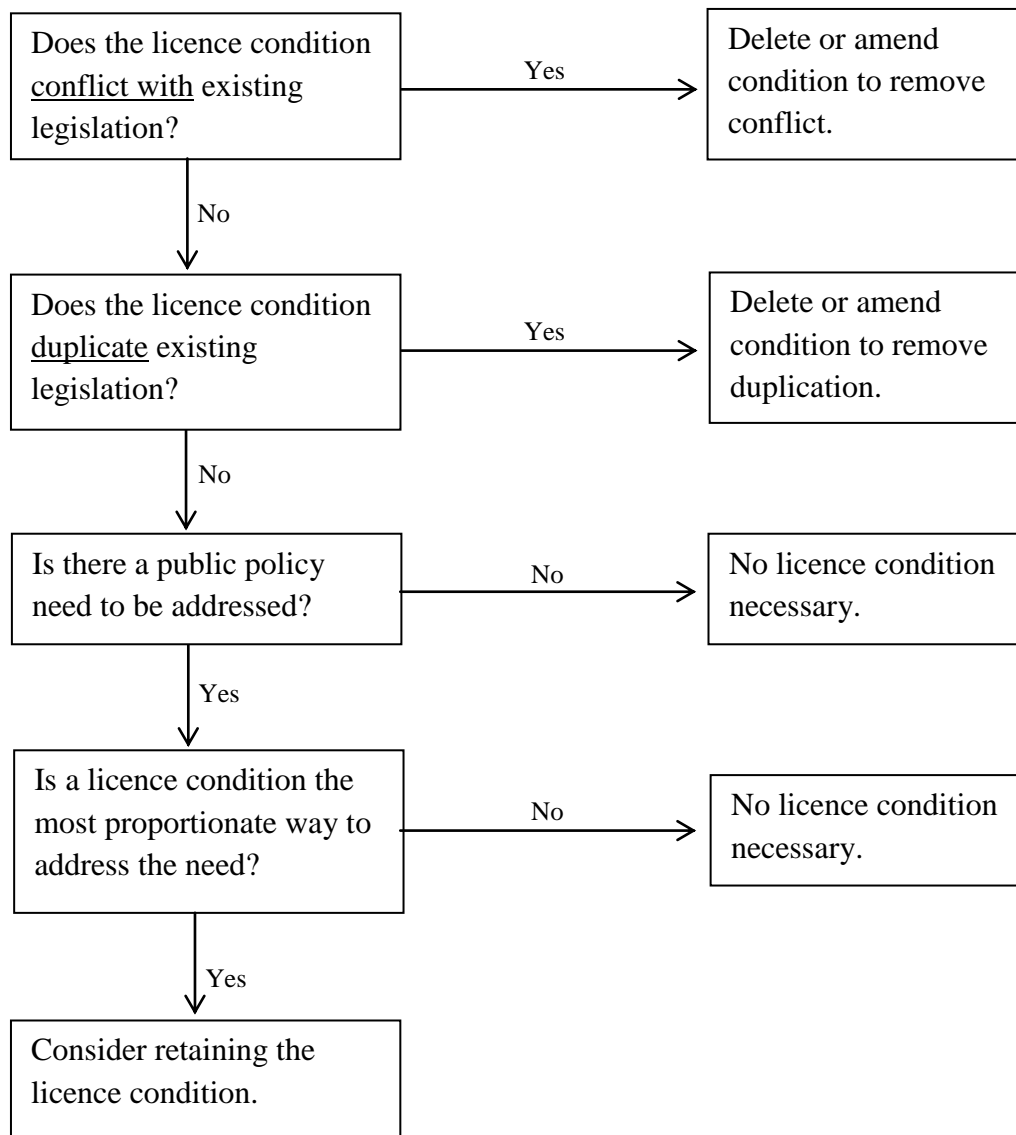 Does the licence condition
conflict with existing
legislation?
Yes
Delete or amend
condition to remove
conflict.
No
Does the licence condition
duplicate existing
legislation?
Yes
Delete or amend
condition to remove
duplication.
No
Is there a public policy
need to be addressed?
No
No licence condition
necessary.
Yes
Is a licence condition the
most proportionate way to
address the need?
No
No licence condition
necessary.
Yes
Consider retaining the
licence condition.